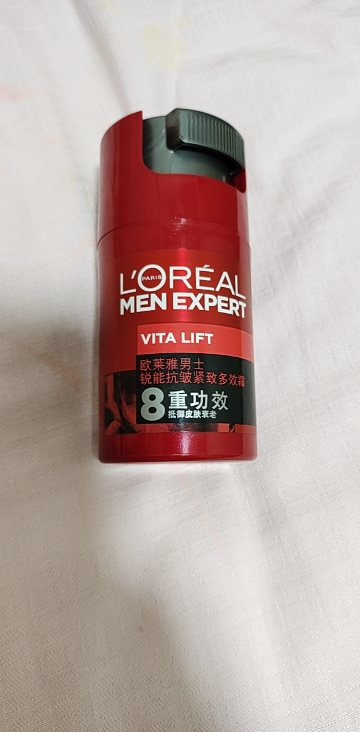 L'ORÉAL
PARIS
MEN EXPERT
VITA LIFT
欧莱雅男士
锐能抗皱紧致多效霜
8重功效
抵御皮肤衰老